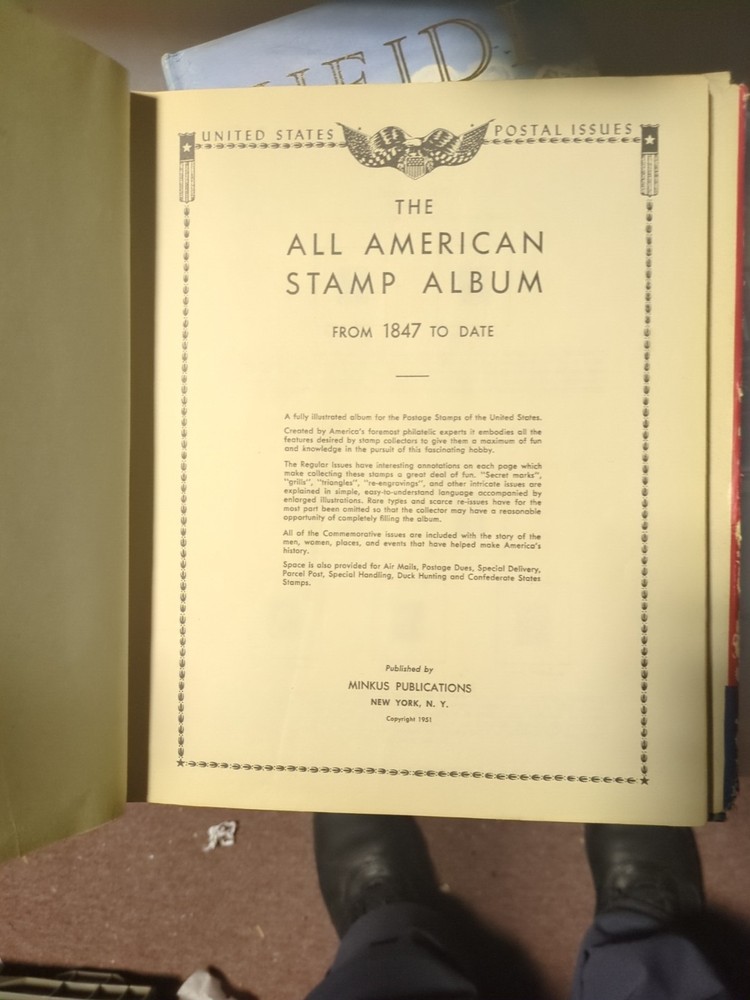 HEID
UNITED STATES POSTAL ISSUES
THE
ALL AMERICAN
STAMP ALBUM
FROM 1847 TO DATE
A fully illustrated album for the Postage Stamps of the United States.
Created by America's foremost philatelic experts it embodies all the
features desired by stamp collectors to give them a maximum of fun
and knowledge in the pursuit of this fascinating hobby.
The Regular Issues have interesting annotations on each page which
make collecting these stamps a great deal of fun. "Secret marks",
"grills", "triangles", "re-engravings", and other intricate issues are
explained in simple, easy-to-understand language accompanied by
enlarged illustrations. Rare types and scarce re-issues have for the
most part been omitted so that the collector may have a reasonable
opportunity of completely filling the album.
All of the Commemorative issues are included with the story of the
men, women, places, and events that have helped make America's
history.
Space is also provided for Air Mails, Postage Dues, Special Delivery,
Parcel Post, Special Handling, Duck Hunting and Confederate States
Stamps.
Published by
MINKUS PUBLICATIONS
NEW YORK, N. Y.
Copyright 1951